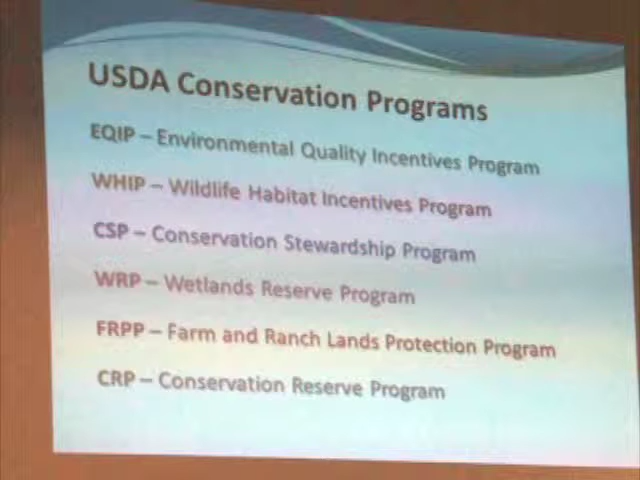 USDA Conservation Programs
EQIP – Environmental Quality Incentives Program
WHIP – Wildlife Habitat Incentives Program
CSP – Conservation Stewardship Program
WRP – Wetlands Reserve Program
FRPP – Farm and Ranch Lands Protection Program
CRP – Conservation Reserve Program